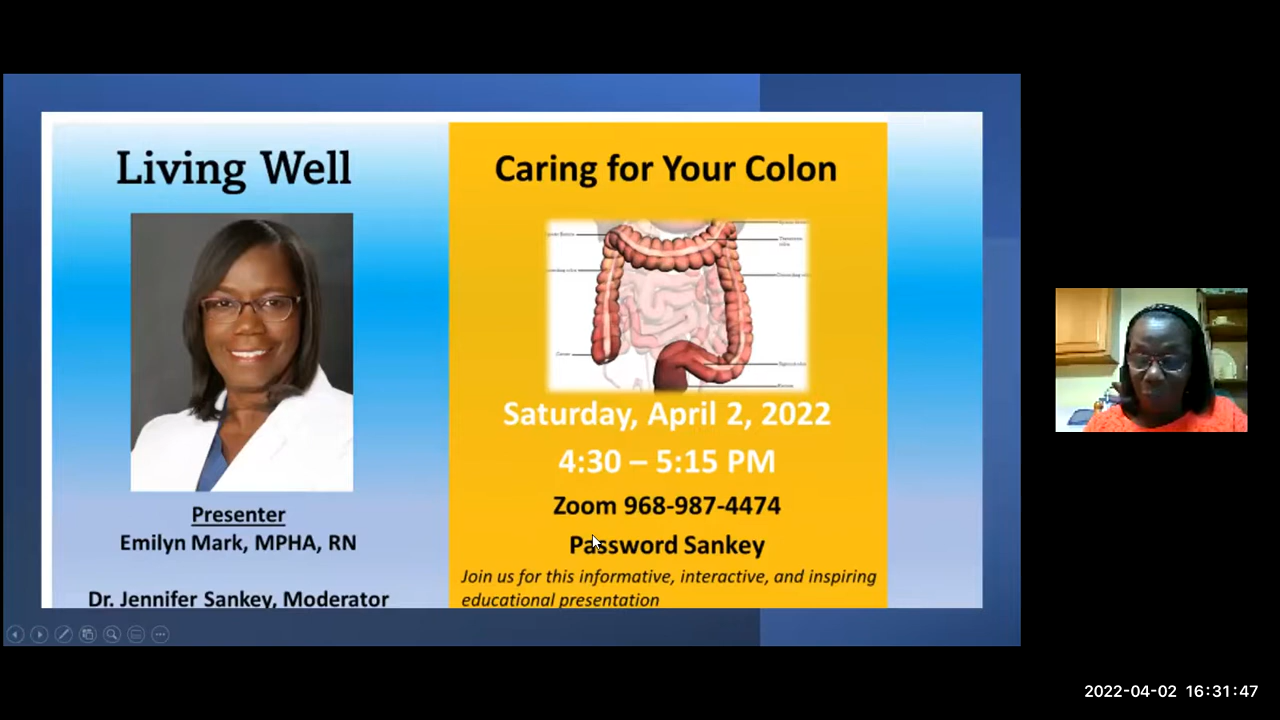 Living Well
Presenter
Emilyn Mark, MPHA, RN
Dr. Jennifer Sankey, Moderator
Caring for Your Colon
Saturday, April 2, 2022
4:30 – 5:15 PM
Zoom 968-987-4474
Password Sankey
Join us for this informative, interactive, and inspiring
educational presentation
2022-04-02 16:31:47